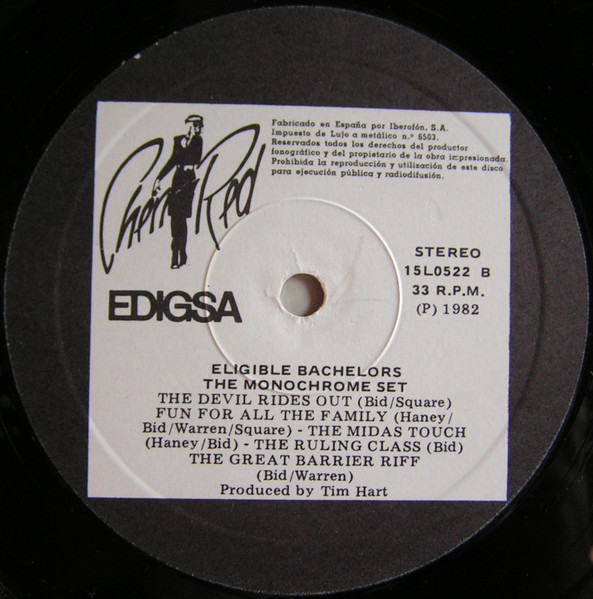 Cherry Red
Fabricado en España por Iberofón, S.A.
Impuesto de Lujo a metálico n.º 6503.
Reservados todos los derechos del productor
fonográfico y del propietario de la obra impresionada.
Prohibida la reproducción y utilización de este disco
para ejecución pública y radiodifusión.
EDIGSA
STEREO
15L0522 B
33 R.P.M.
(P) 1982
ELIGIBLE BACHELORS
THE MONOCHROME SET
THE DEVIL RIDES OUT (Bid/Square)
FUN FOR ALL THE FAMILY (Haney/
Bid/Warren/Square) - THE MIDAS TOUCH
(Haney/Bid) - THE RULING CLASS (Bid)
THE GREAT BARRIER RIFF
(Bid/Warren)
Produced by Tim Hart